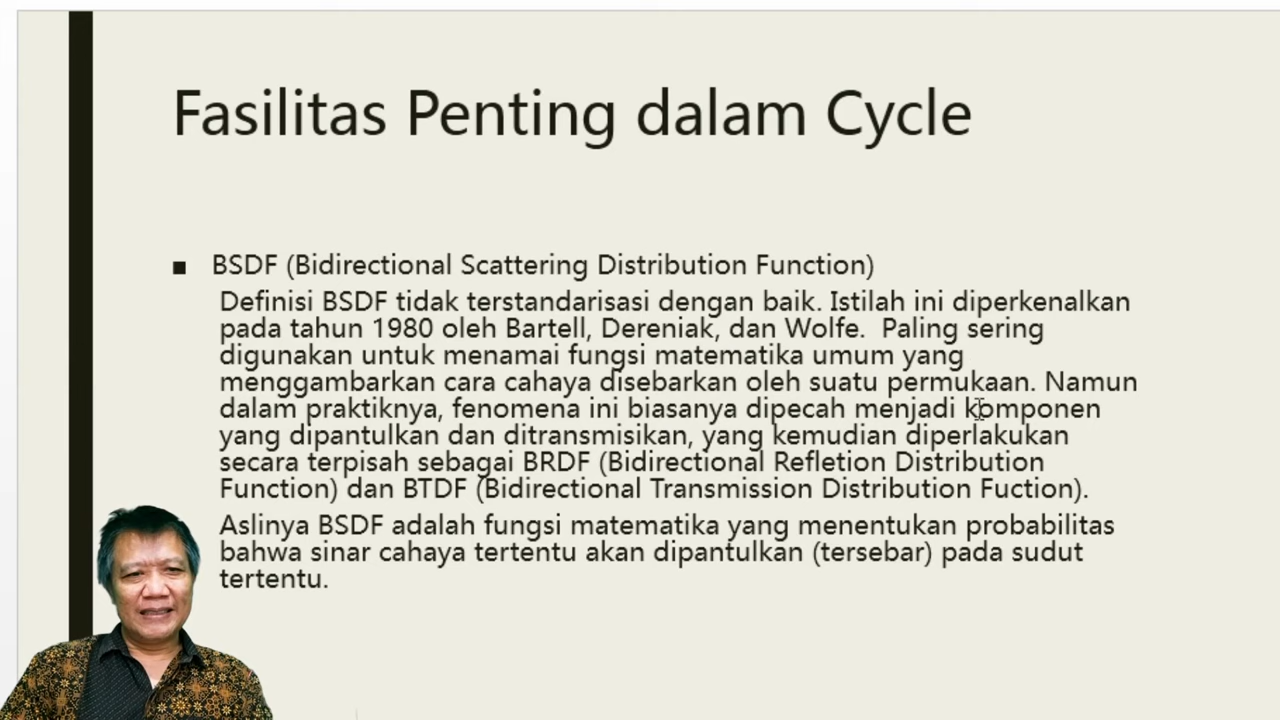 Fasilitas Penting dalam Cycle
■ BSDF (Bidirectional Scattering Distribution Function)
Definisi BSDF tidak terstandarisasi dengan baik. Istilah ini diperkenalkan
pada tahun 1980 oleh Bartell, Dereniak, dan Wolfe.  Paling sering
digunakan untuk menamai fungsi matematika umum yang
menggambarkan cara cahaya disebarkan oleh suatu permukaan. Namun
dalam praktiknya, fenomena ini biasanya dipecah menjadi komponen
yang dipantulkan dan ditransmisikan, yang kemudian diperlakukan
secara terpisah sebagai BRDF (Bidirectional Refletion Distribution
Function) dan BTDF (Bidirectional Transmission Distribution Fuction).
Aslinya BSDF adalah fungsi matematika yang menentukan probabilitas
bahwa sinar cahaya tertentu akan dipantulkan (tersebar) pada sudut
tertentu.